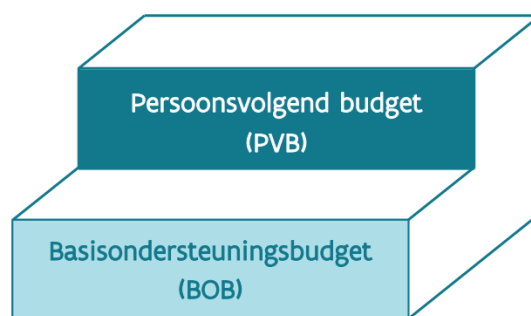 Persoonsvolgend budget
(PVB)
Basisondersteuningsbudget
(BOB)